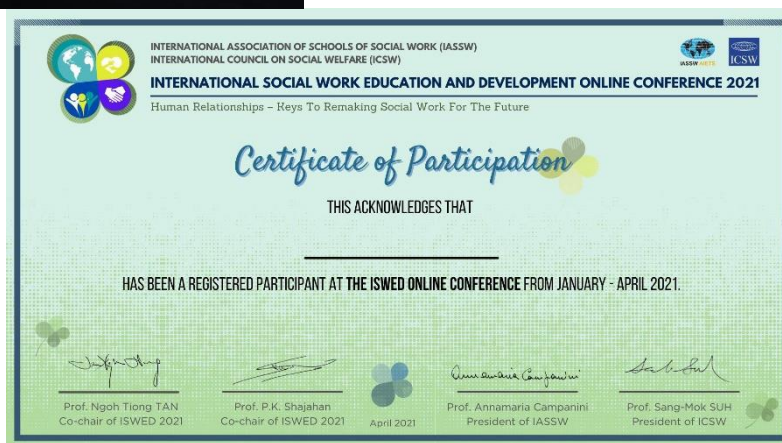 INTERNATIONAL ASSOCIATION OF SCHOOLS OF SOCIAL WORK (IASSW)
INTERNATIONAL COUNCIL ON SOCIAL WELFARE (ICSW)
INTERNATIONAL SOCIAL WORK EDUCATION AND DEVELOPMENT ONLINE CONFERENCE 2021
Human Relationships – Keys To Remaking Social Work For The Future
IASSW AIETS
ICSW
Certificate of Participation
THIS ACKNOWLEDGES THAT
HAS BEEN A REGISTERED PARTICIPANT AT THE ISWED ONLINE CONFERENCE FROM JANUARY - APRIL 2021.
Annamaria Campanini
Prof. Ngoh Tiong TAN
Co-chair of ISWED 2021
Prof. P.K. Shajahan
Co-chair of ISWED 2021
April 2021
Prof. Annamaria Campanini
President of IASSW
Prof. Sang-Mok SUH
President of ICSW